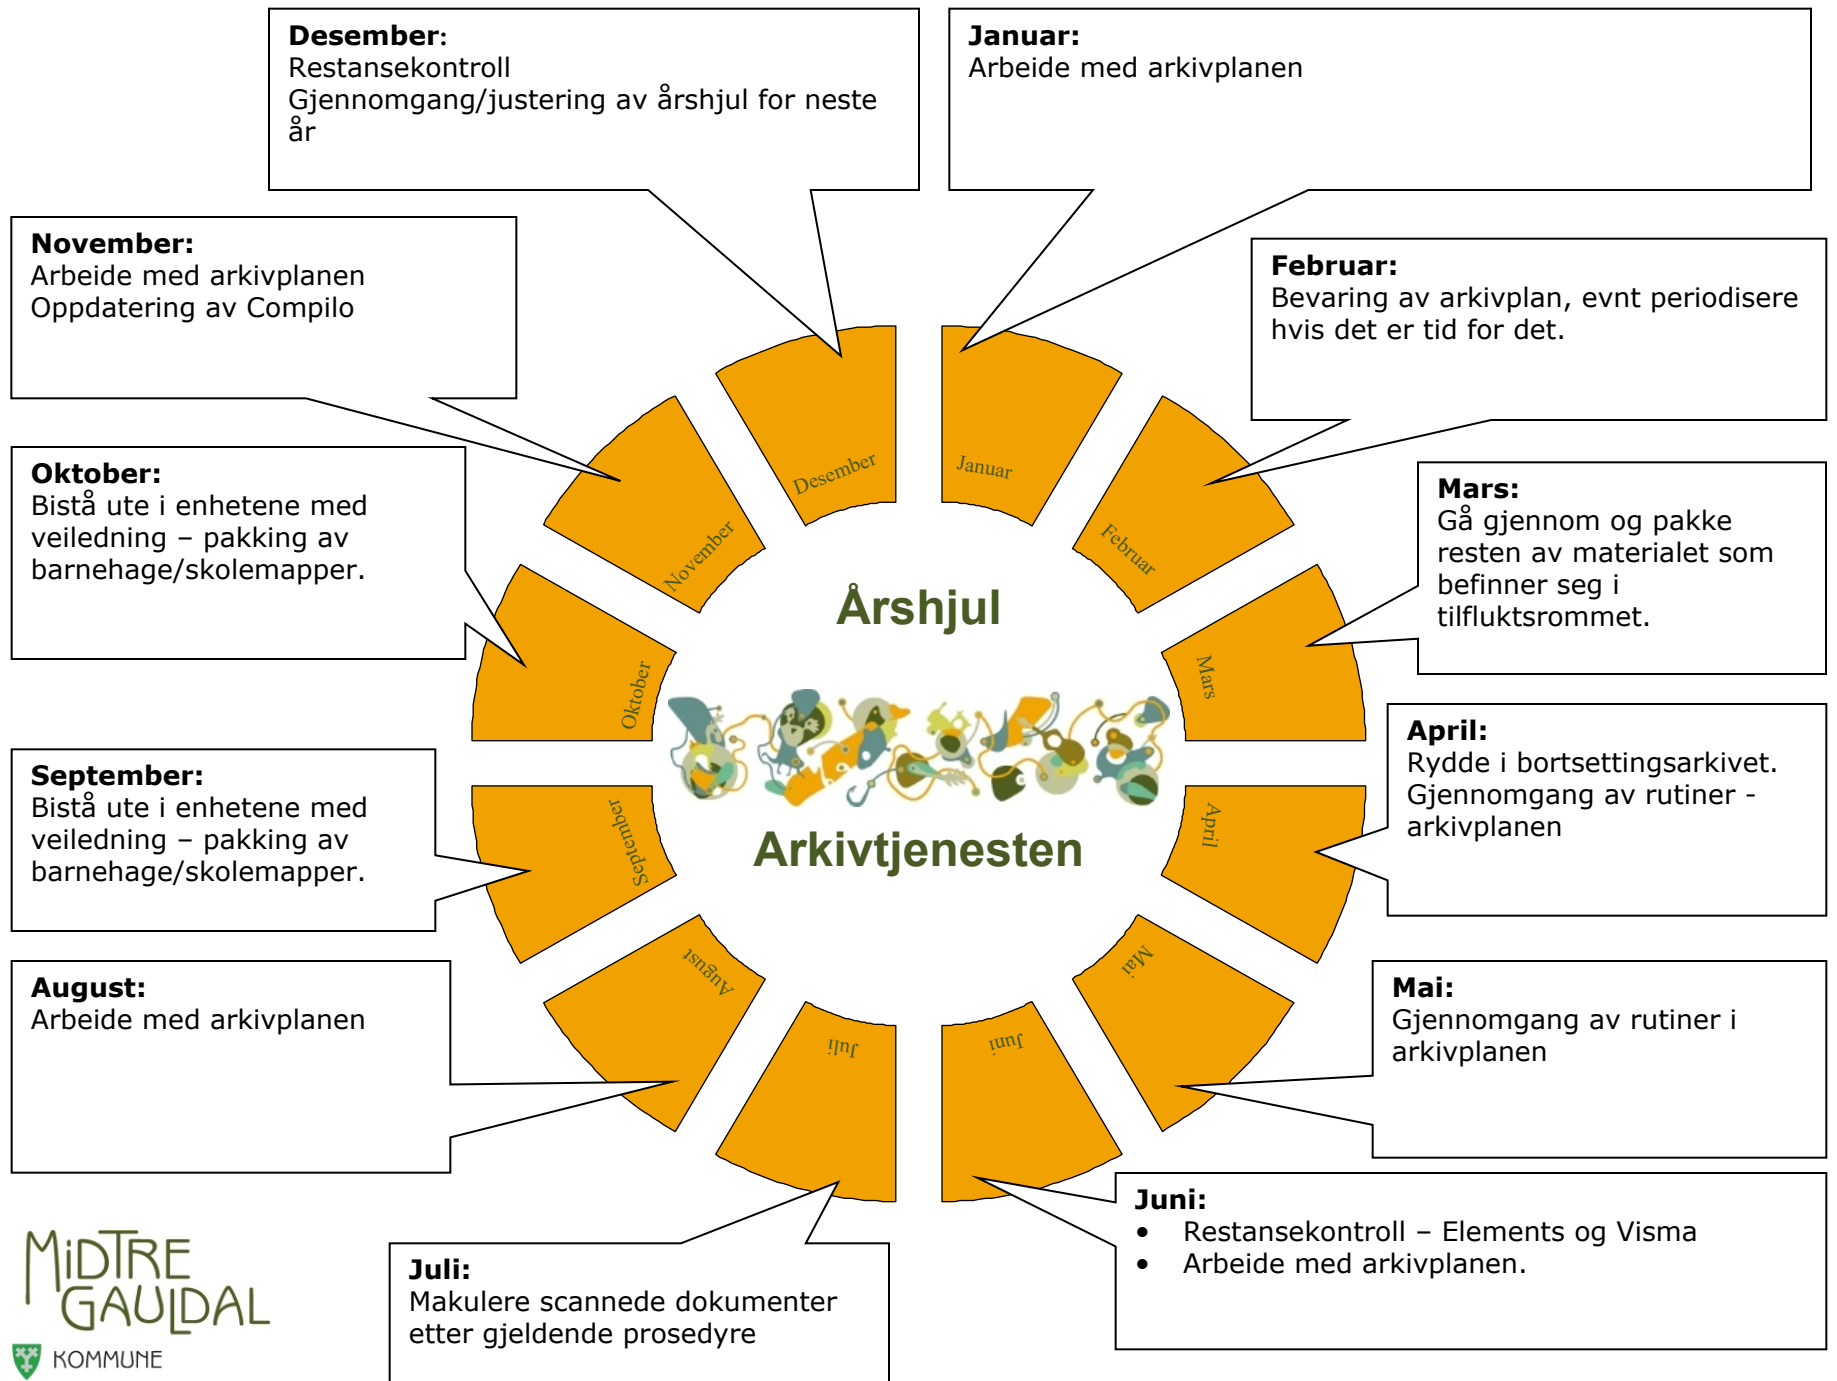 Desember:
Restansekontroll
Gjennomgang/justering av årshjul for neste
år
Januar:
Arbeide med arkivplanen
Februar:
Bevaring av arkivplan, evnt periodisere
hvis det er tid for det.
Mars:
Gå gjennom og pakke
resten av materialet som
befinner seg i
tilfluktsrommet.
April:
Rydde i bortsettingsarkivet.
Gjennomgang av rutiner -
arkivplanen
Mai:
Gjennomgang av rutiner i
arkivplanen
Juni:
• Restansekontroll – Elements og Visma
• Arbeide med arkivplanen.
Juli:
Makulere scannede dokumenter
etter gjeldende prosedyre
August:
Arbeide med arkivplanen
September:
Bistå ute i enhetene med
veiledning – pakking av
barnehage/skolemapper.
Oktober:
Bistå ute i enhetene med
veiledning – pakking av
barnehage/skolemapper.
November:
Arbeide med arkivplanen
Oppdatering av Compilo
Januar
Februar
Mars
April
Mai
Juni
Juli
August
September
Oktober
November
Desember
Årshjul
Arkivtjenesten
MiDTRE
GAULDAL
KOMMUNE